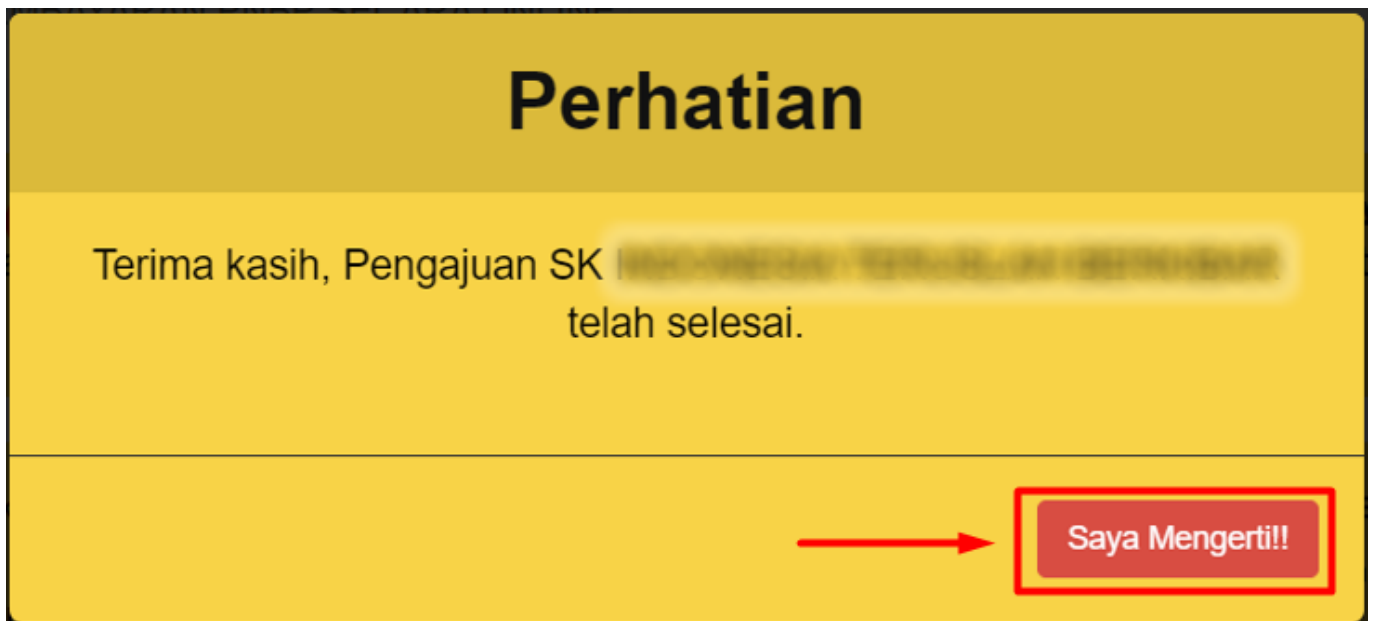 Perhatian
Terima kasih, Pengajuan SK
telah selesai.
Saya Mengerti!!